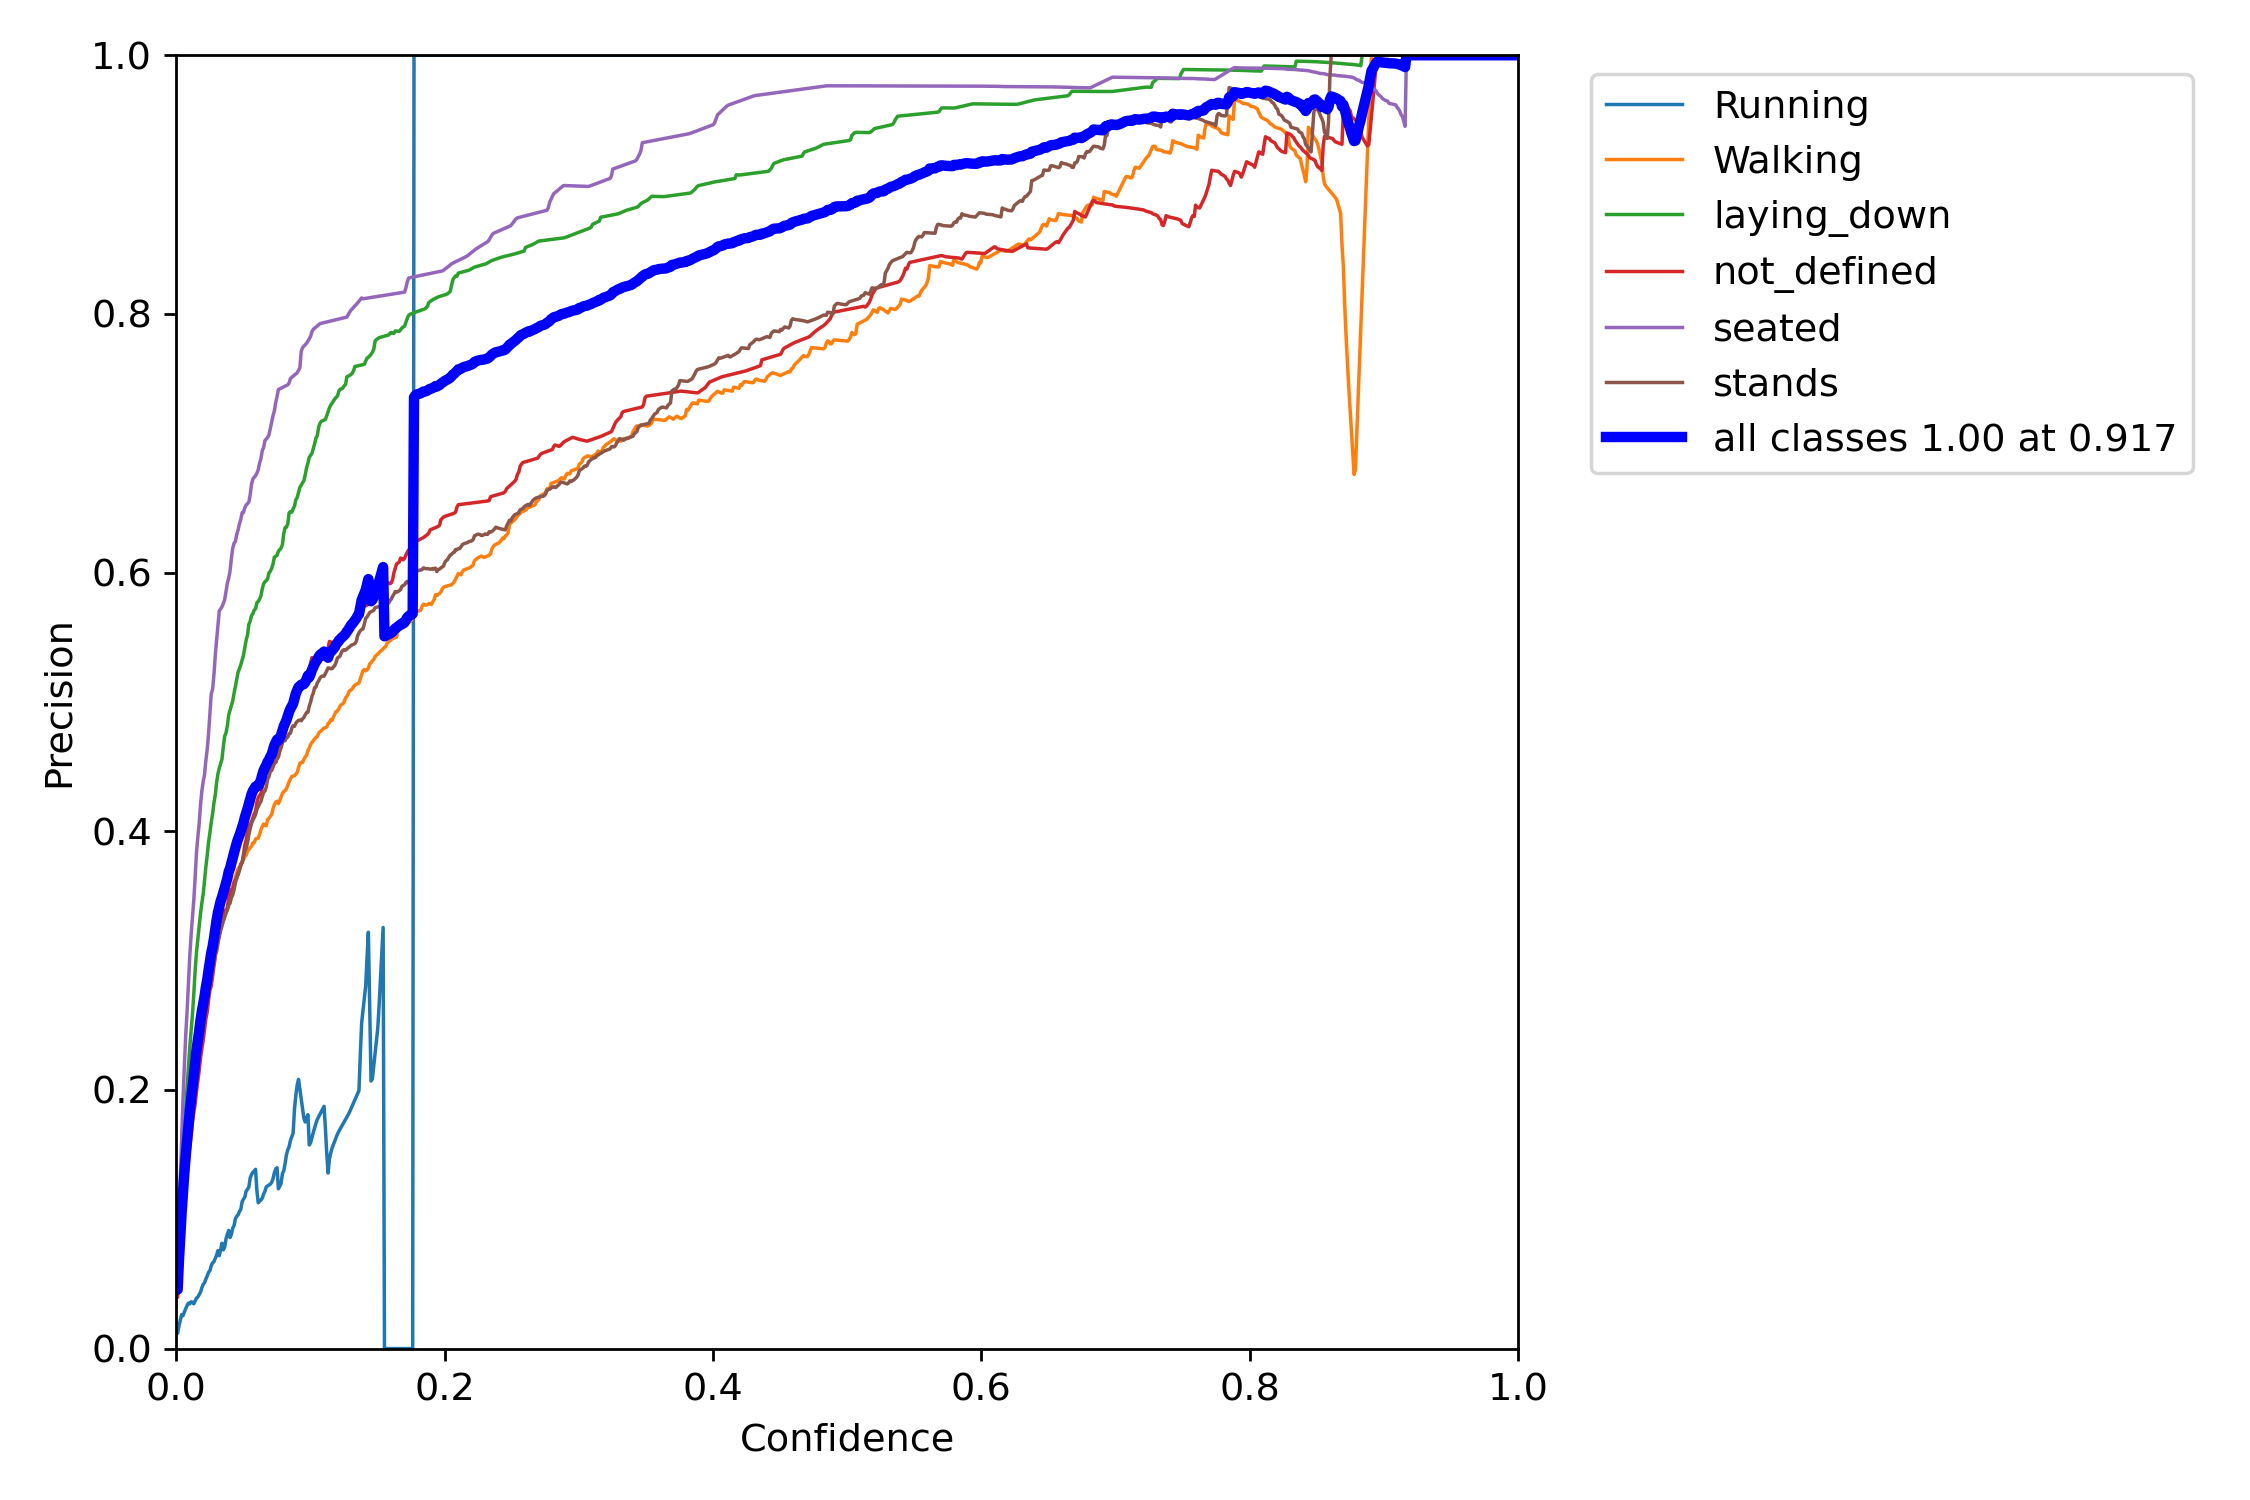 1.0
0.8
0.6
0.4
0.2
0.0
Precision
0.0 0.2 0.4 0.6 0.8 1.0
Confidence
Running
Walking
laying_down
not_defined
seated
stands
all classes 1.00 at 0.917